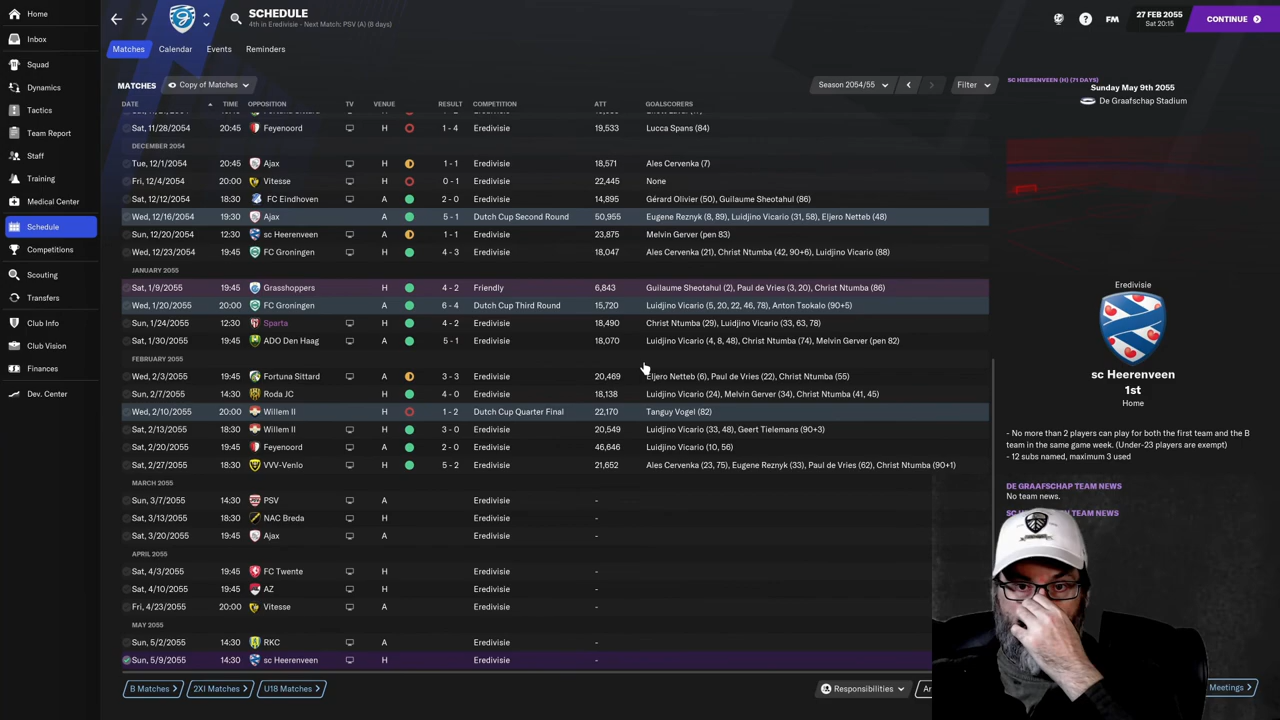 Home
SCHEDULE
4th in Eredivisie - Next Match: PSV (A) (8 days)
FM
27 FEB 2055
Sat 20:15
CONTINUE
Inbox
Squad
Dynamics
Tactics
Team Report
Staff
Training
Medical Center
Schedule
Competitions
Scouting
Transfers
Club Info
Club Vision
Finances
Dev. Center
Matches Calendar Events Reminders
MATCHES Copy of Matches Season 2054/55 Filter
DATE TIME OPPOSITION TV VENUE RESULT COMPETITION ATT GOALSCORERS
Sat, 11/28/2054 20:45 Feyenoord H 1 - 4 Eredivisie 19,533 Lucca Spans (84)
DECEMBER 2054
Tue, 12/1/2054 20:45 Ajax H 1 - 1 Eredivisie 18,571 Ales Cervenka (7)
Fri, 12/4/2054 20:00 Vitesse H 0 - 1 Eredivisie 22,445 None
Sat, 12/12/2054 18:30 FC Eindhoven A 2 - 0 Eredivisie 14,895 Gérard Olivier (50), Guilaume Sheotahul (86)
Wed, 12/16/2054 19:30 Ajax A 5 - 1 Dutch Cup Second Round 50,955 Eugene Reznyk (8, 89), Luidjino Vicario (31, 58), Eljero Netteb (48)
Sun, 12/20/2054 12:30 sc Heerenveen A 1 - 1 Eredivisie 23,875 Melvin Gerver (pen 83)
Wed, 12/23/2054 19:45 FC Groningen H 4 - 3 Eredivisie 18,047 Ales Cervenka (21), Christ Ntumba (42, 90+6), Luidjino Vicario (88)
JANUARY 2055
Sat, 1/9/2055 19:45 Grasshoppers H 4 - 2 Friendly 6,843 Guilaume Sheotahul (2), Paul de Vries (3, 20), Christ Ntumba (86)
Wed, 1/20/2055 20:00 FC Groningen A 6 - 4 Dutch Cup Third Round 15,720 Luidjino Vicario (5, 20, 22, 46, 78), Anton Tsokalo (90+5)
Sun, 1/24/2055 12:30 Sparta H 4 - 2 Eredivisie 18,490 Christ Ntumba (29), Luidjino Vicario (33, 63, 78)
Sat, 1/30/2055 19:45 ADO Den Haag A 5 - 1 Eredivisie 18,070 Luidjino Vicario (4, 8, 48), Christ Ntumba (74), Melvin Gerver (pen 82)
FEBRUARY 2055
Wed, 2/3/2055 19:45 Fortuna Sittard A 3 - 3 Eredivisie 20,469 Eljero Netteb (6), Paul de Vries (22), Christ Ntumba (55)
Sun, 2/7/2055 14:30 Roda JC H 4 - 0 Eredivisie 18,138 Luidjino Vicario (24), Melvin Gerver (34), Christ Ntumba (41, 45)
Wed, 2/10/2055 20:00 Willem II H 1 - 2 Dutch Cup Quarter Final 22,170 Tanguy Vogel (82)
Sat, 2/13/2055 18:30 Willem II H 3 - 0 Eredivisie 20,549 Luidjino Vicario (33, 48), Geert Tielemans (90+3)
Sat, 2/20/2055 19:45 Feyenoord A 2 - 0 Eredivisie 46,646 Luidjino Vicario (10, 56)
Sat, 2/27/2055 18:30 VVV-Venlo H 5 - 2 Eredivisie 21,652 Ales Cervenka (23, 75), Eugene Reznyk (33), Paul de Vries (62), Christ Ntumba (90+1)
MARCH 2055
Sun, 3/7/2055 14:30 PSV A Eredivisie -
Sat, 3/13/2055 18:30 NAC Breda H Eredivisie -
Sat, 3/20/2055 19:45 Ajax A Eredivisie -
APRIL 2055
Sat, 4/3/2055 19:45 FC Twente H Eredivisie -
Sat, 4/10/2055 19:45 AZ H Eredivisie -
Fri, 4/23/2055 20:00 Vitesse A Eredivisie -
MAY 2055
Sun, 5/2/2055 14:30 RKC A Eredivisie -
Sun, 5/9/2055 14:30 sc Heerenveen H Eredivisie -
B Matches 2XI Matches U18 Matches Responsibilities
Meetings
SC HEERENVEEN (H) (71 DAYS)
Sunday May 9th 2055
De Graafschap Stadium
Eredivisie
sc Heerenveen
1st
Home
- No more than 2 players can play for both the first team and the B
team in the same game week. (Under-23 players are exempt)
- 12 subs named, maximum 3 used
DE GRAAFSCHAP TEAM NEWS
No team news.
TEAM NEWS